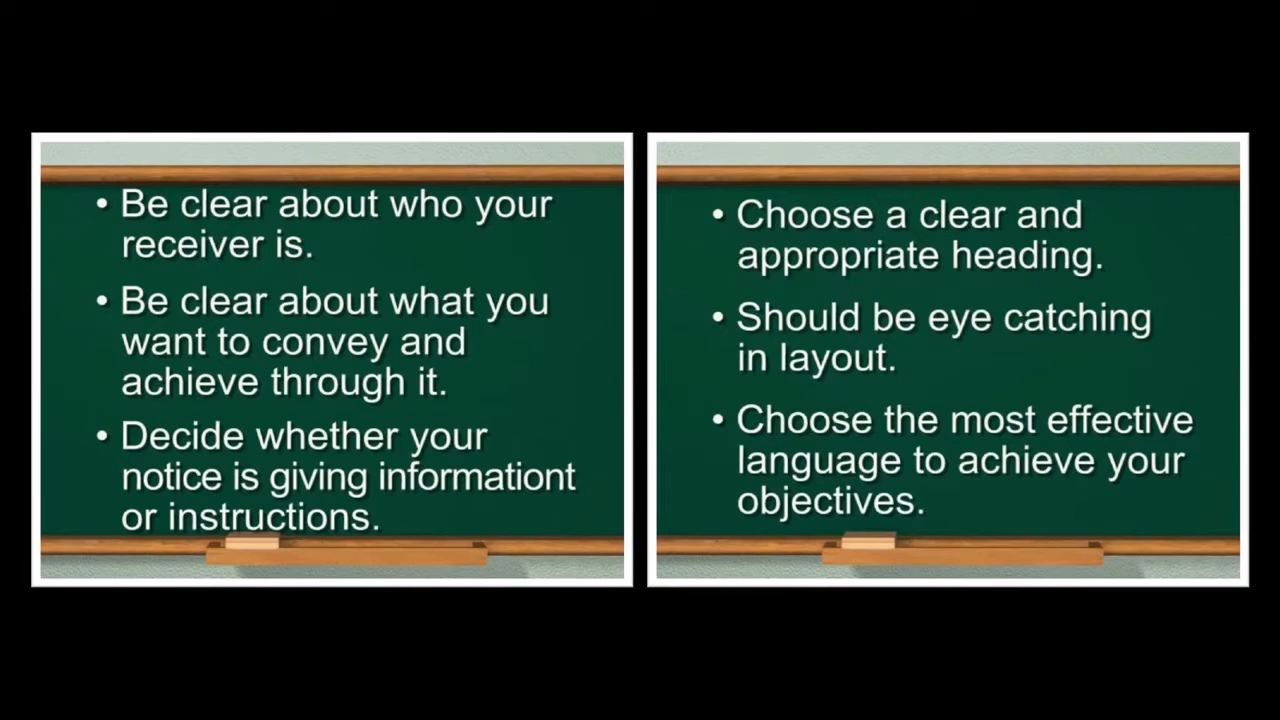 • Be clear about who your
receiver is.
• Be clear about what you
want to convey and
achieve through it.
• Decide whether your
notice is giving informationt
or instructions.
• Choose a clear and
appropriate heading.
• Should be eye catching
in layout.
• Choose the most effective
language to achieve your
objectives.